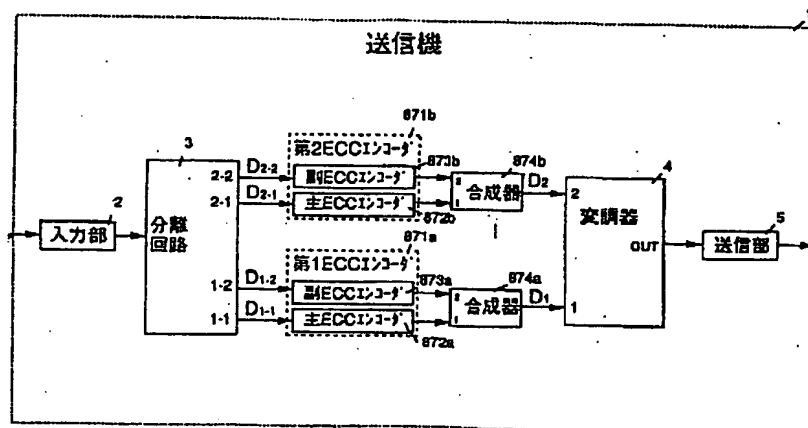 送信機
871b
第2ECCエンコーダ
3
873b
874b
4
2-2
D2-2
副ECCエンコーダ
2
合成器
D2
2
2-1
D2-1
主ECCエンコーダ
1
872b
変調器
2
入力部
分離
回路
871a
OUT
5
送信部
第1ECCエンコーダ
873a
874a
1-2
D1-2
副ECCエンコーダ
2
合成器
D1
1
1-1
D1-1
主ECCエンコーダ
1
872a